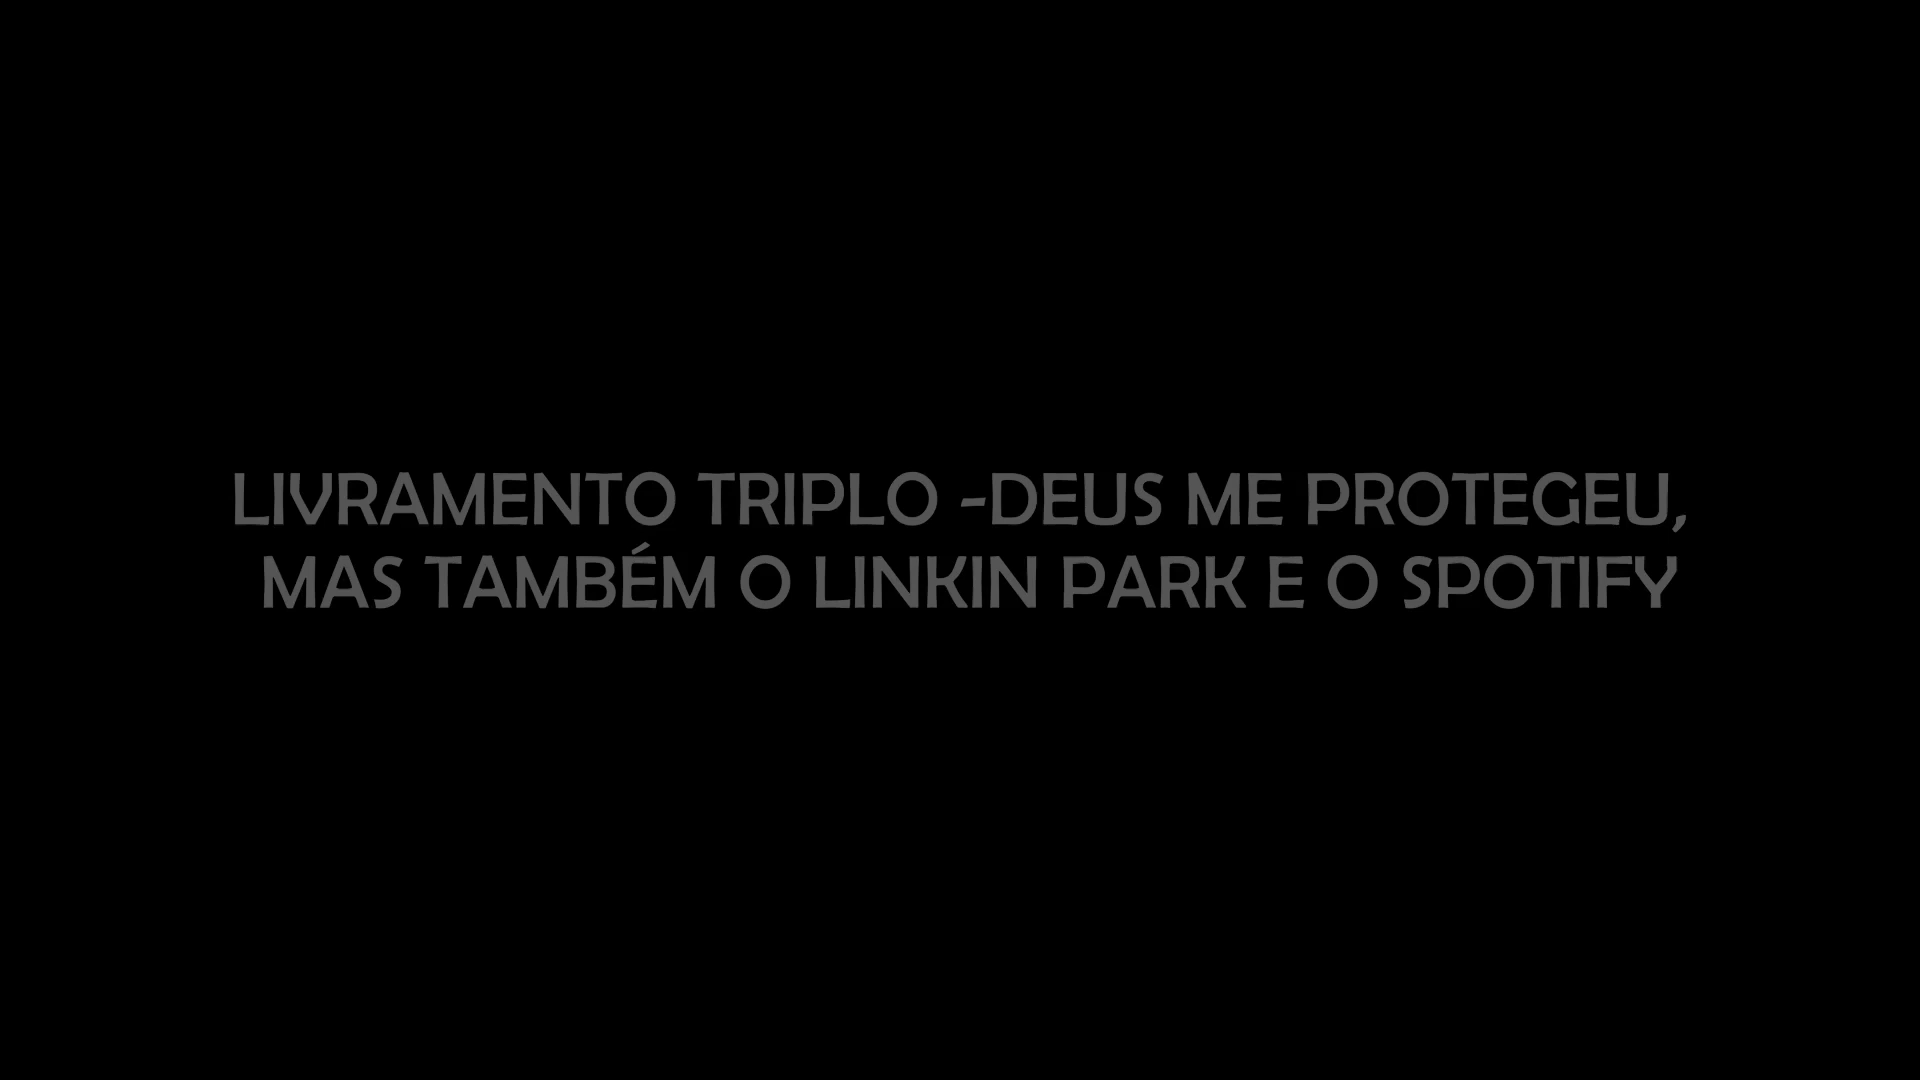 LIVRAMENTO TRIPLO -DEUS ME PROTEGEU,
MAS TAMBÉM O LINKIN PARK E O SPOTIFY